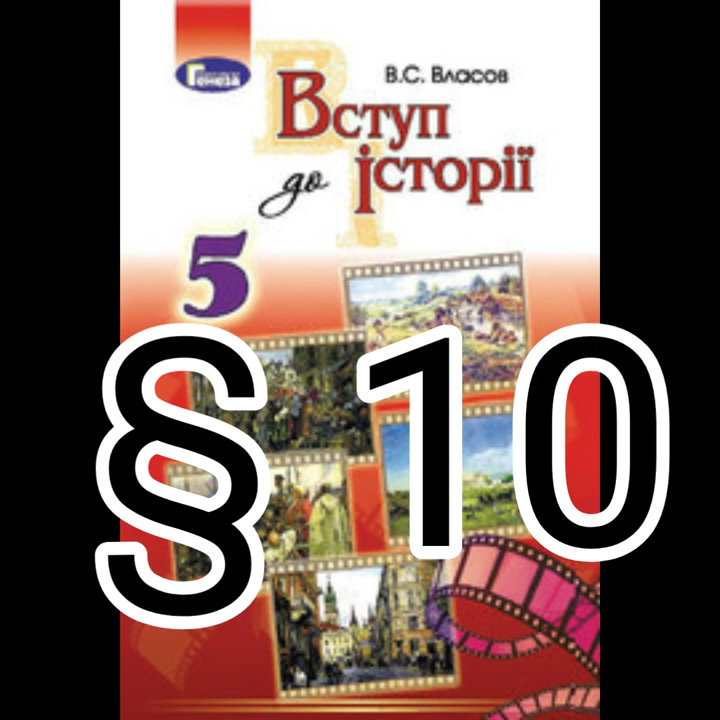 Генеза
В.С. Власов
Вступ
до історії
5
§ 10